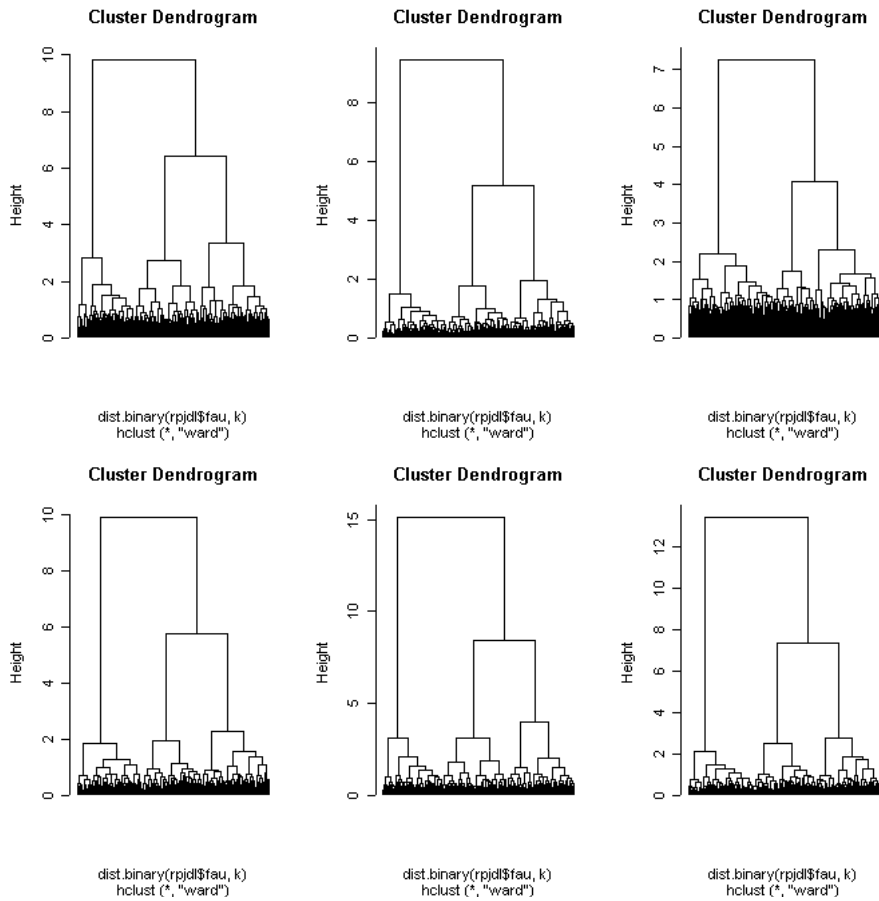 Cluster Dendrogram
Height
10
8
6
4
2
0
dist.binary(rpjdl$fau, k)
hclust (*, "ward")
Cluster Dendrogram
Height
8
6
4
2
0
dist.binary(rpjdl$fau, k)
hclust (*, "ward")
Cluster Dendrogram
Height
7
6
5
4
3
2
1
0
dist.binary(rpjdl$fau, k)
hclust (*, "ward")
Cluster Dendrogram
Height
10
8
6
4
2
0
dist.binary(rpjdl$fau, k)
hclust (*, "ward")
Cluster Dendrogram
Height
15
10
5
0
dist.binary(rpjdl$fau, k)
hclust (*, "ward")
Cluster Dendrogram
Height
12
10
8
6
4
2
0
dist.binary(rpjdl$fau, k)
hclust (*, "ward")